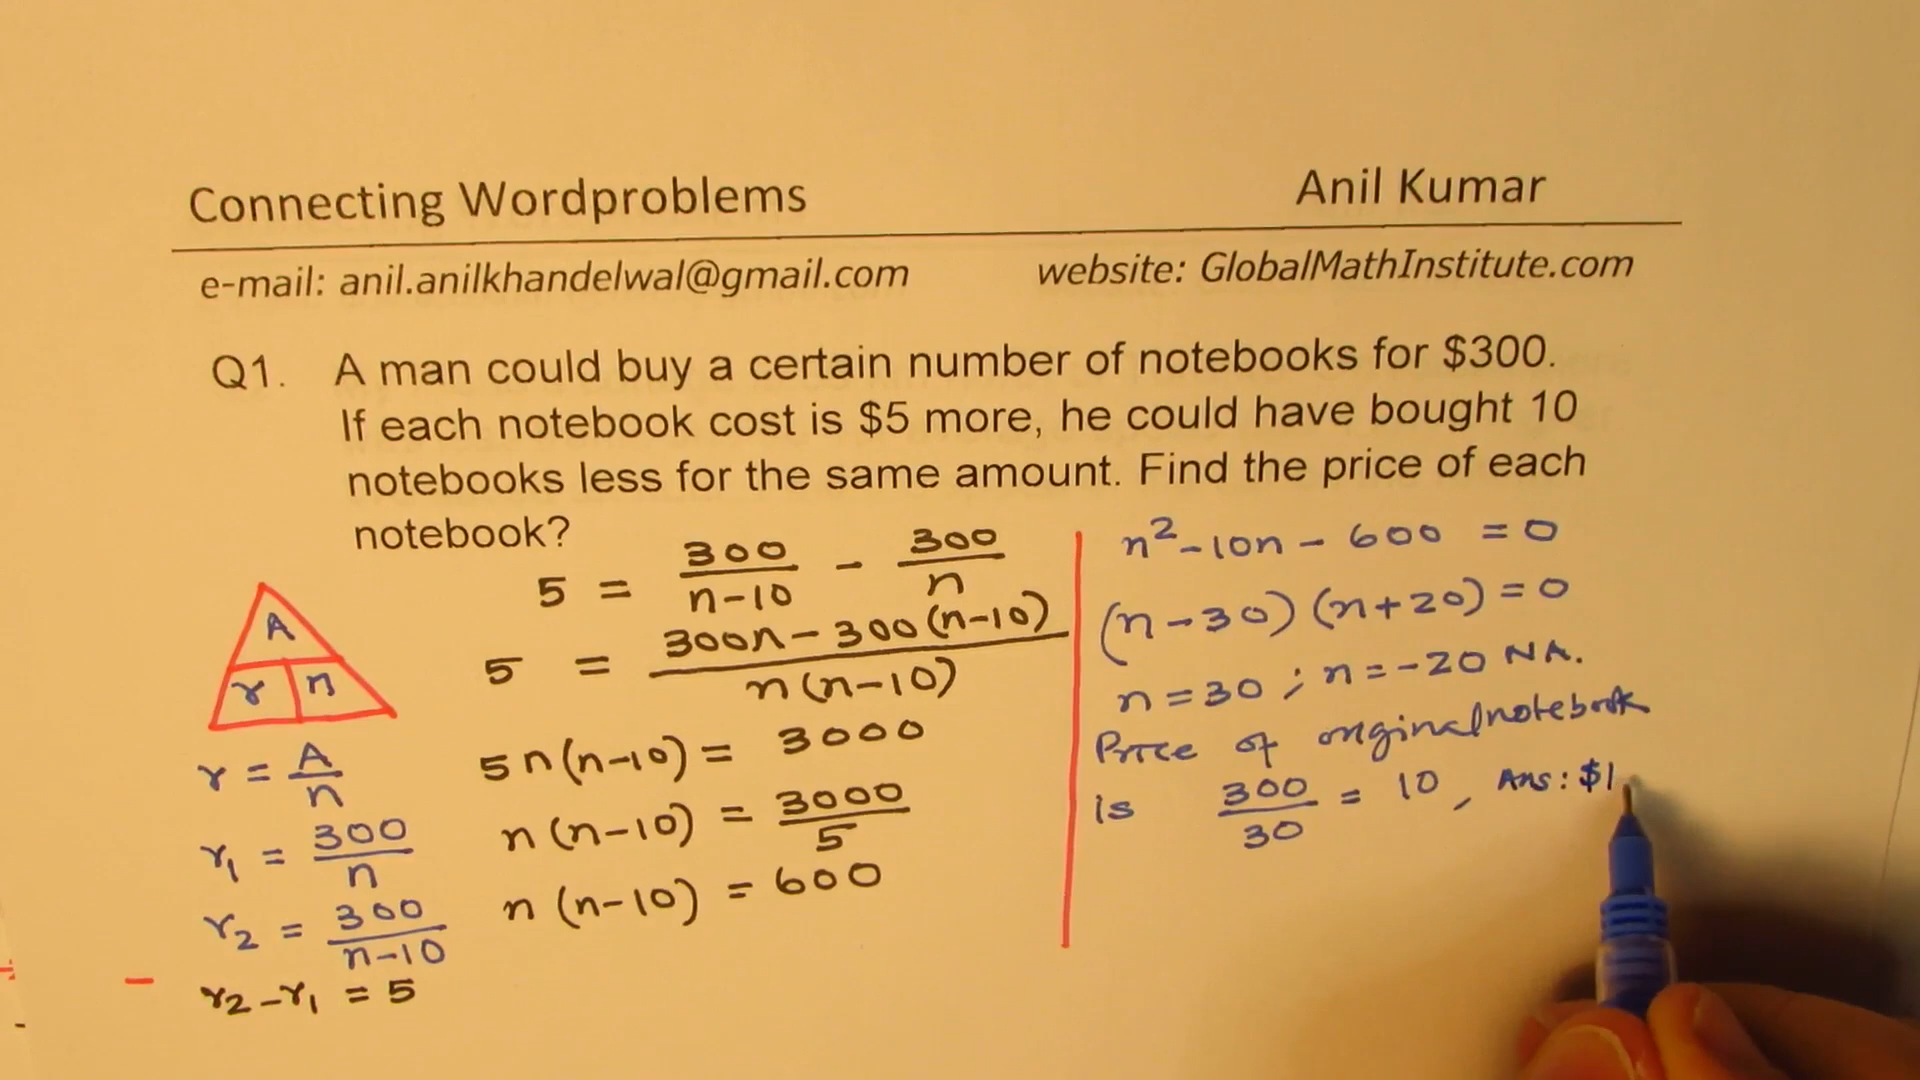 Connecting Wordproblems Anil Kumar
e-mail: anil.anilkhandelwal@gmail.com website: GlobalMathInstitute.com
Q1. A man could buy a certain number of notebooks for $300.
If each notebook cost is $5 more, he could have bought 10
notebooks less for the same amount. Find the price of each
notebook?
A
r n
r = A/n
r₁ = 300/n
r₂ = 300/(n-10)
r₂ - r₁ = 5
5 = 300/(n-10) - 300/n
5 = (300n - 300(n-10))/(n(n-10))
5n(n-10) = 3000
n(n-10) = 3000/5
n(n-10) = 600
n² - 10n - 600 = 0
(n-30)(n+20) = 0
n = 30 ; n = -20 NA.
Price of orginal notebook
is 300/30 = 10, Ans: $1